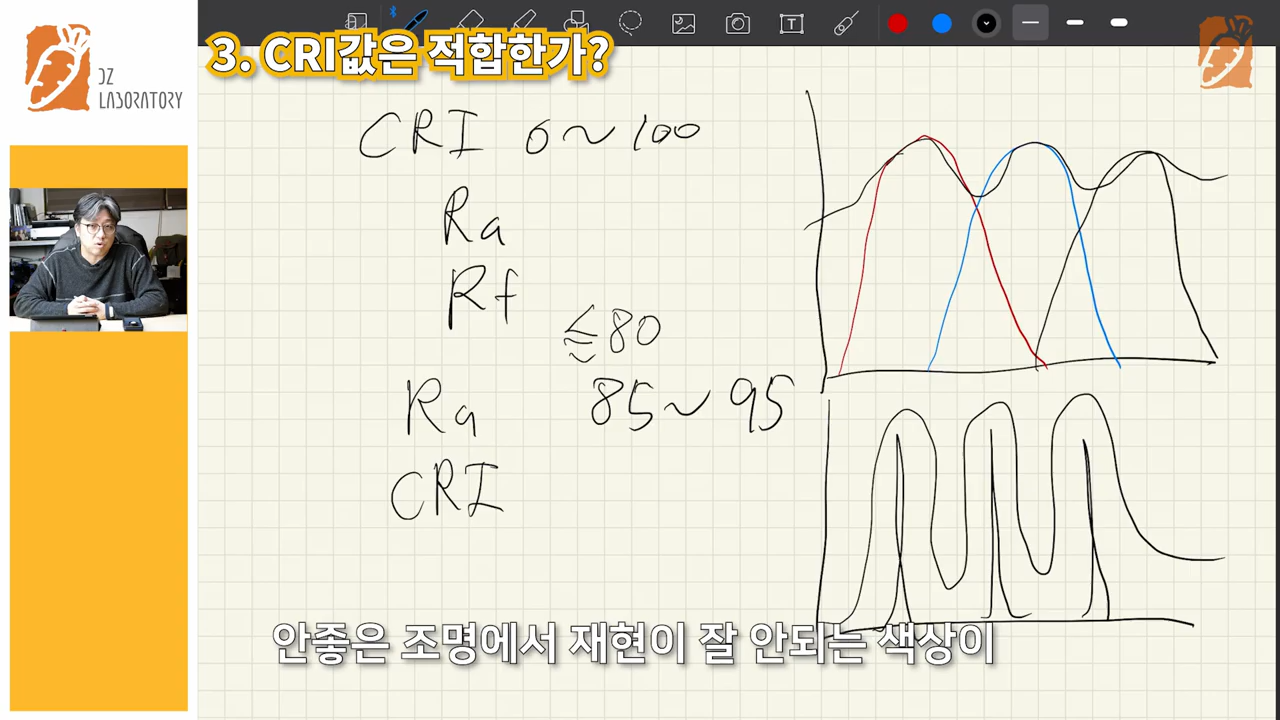 3. CRI값은 적합한가?
DZ
LABORATORY
CRI 0~100
Ra
Rf
≤80
Ra 85~95
CRI
안좋은 조명에서 재현이 잘 안되는 색상이